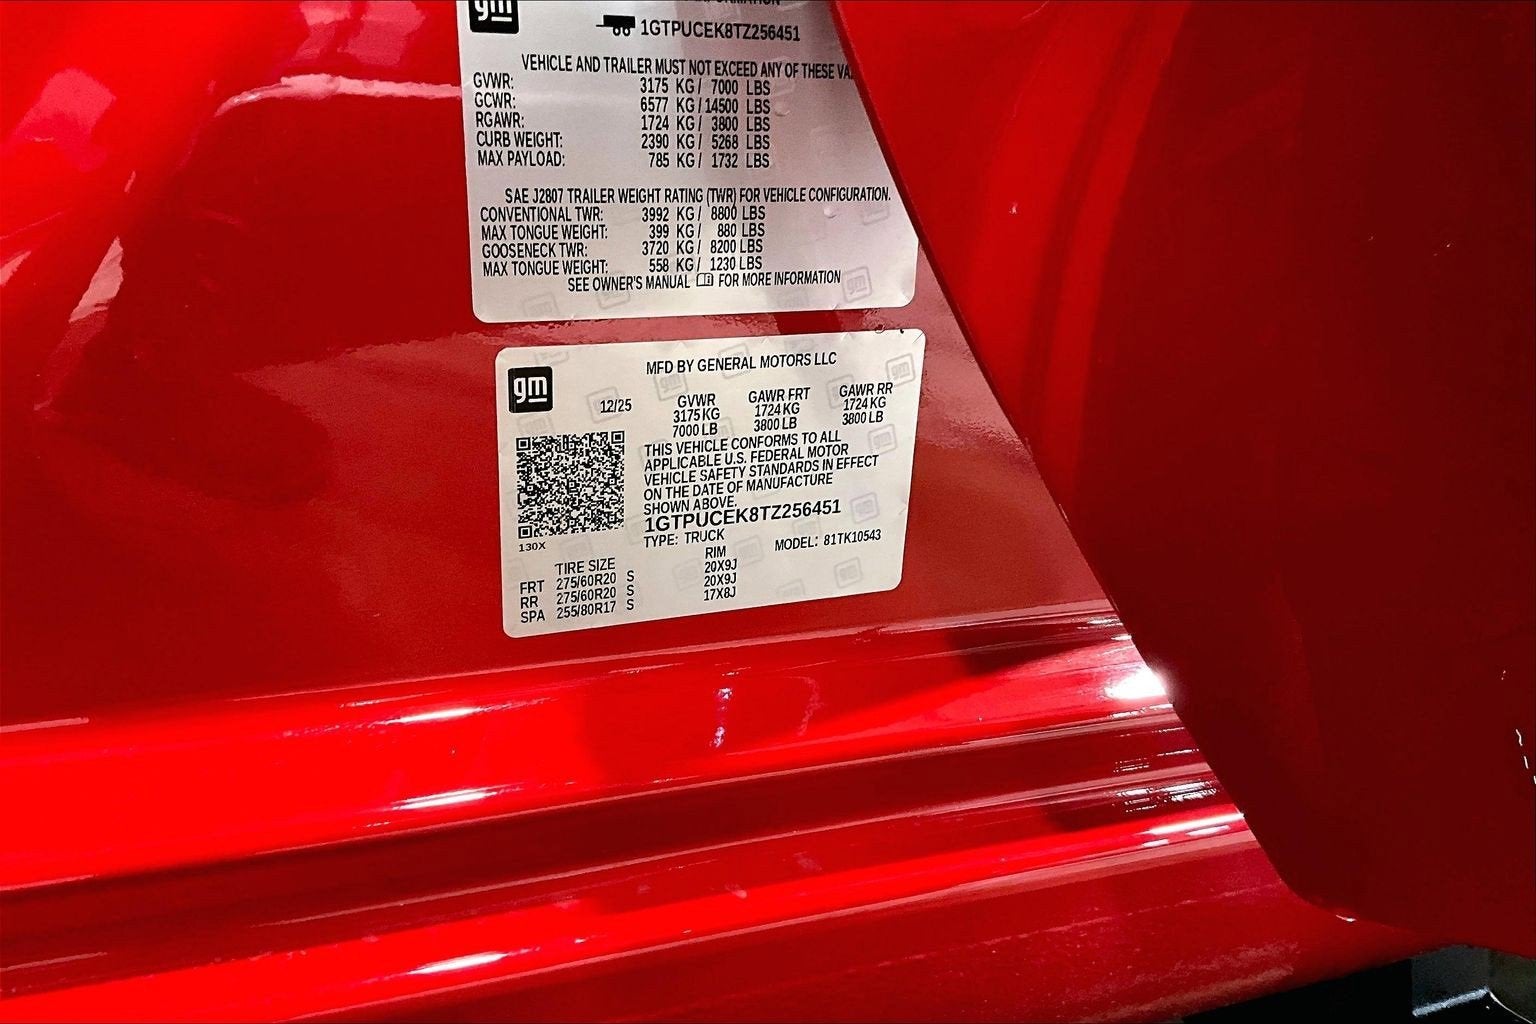 gm
1GTPUCEK8TZ256451
VEHICLE AND TRAILER MUST NOT EXCEED ANY OF THESE
GVWR: 3175 KG / 7000 LBS
GCWR: 6577 KG / 14500 LBS
RGAWR: 1724 KG / 3800 LBS
CURB WEIGHT: 2390 KG / 5268 LBS
MAX PAYLOAD: 785 KG / 1732 LBS
SAE J2807 TRAILER WEIGHT RATING (TWR) FOR VEHICLE CONFIGURATION.
CONVENTIONAL TWR: 3992 KG / 8800 LBS
MAX TONGUE WEIGHT: 399 KG / 880 LBS
GOOSENECK TWR: 3720 KG / 8200 LBS
MAX TONGUE WEIGHT: 558 KG / 1230 LBS
SEE OWNER'S MANUAL FOR MORE INFORMATION
MFD BY GENERAL MOTORS LLC
gm
12/25 GVWR GAWR FRT GAWR RR
3175 KG 1724 KG 1724 KG
7000 LB 3800 LB 3800 LB
THIS VEHICLE CONFORMS TO ALL
APPLICABLE U.S. FEDERAL MOTOR
VEHICLE SAFETY STANDARDS IN EFFECT
ON THE DATE OF MANUFACTURE
SHOWN ABOVE.
1GTPUCEK8TZ256451
130X
TYPE: TRUCK MODEL: 81TK10543
TIRE SIZE RIM
FRT 275/60R20 S 20X9J
RR 275/60R20 S 20X9J
SPA 255/80R17 S 17X8J